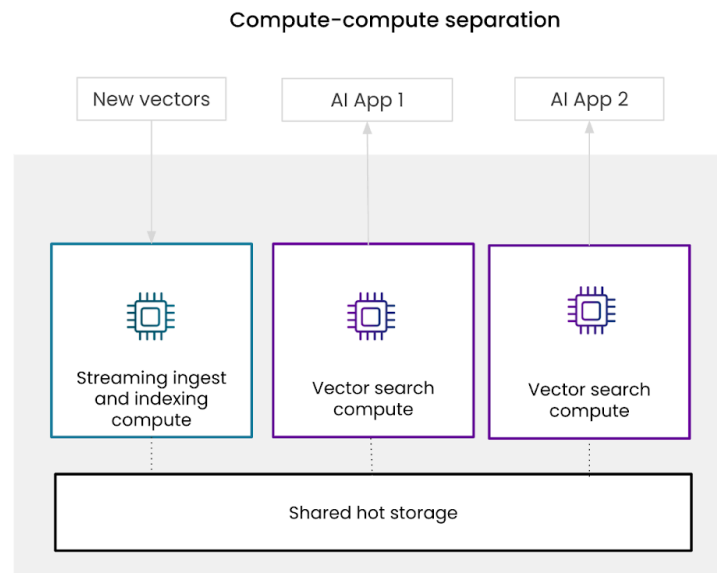 Compute-compute separation
New vectors
AI App 1
AI App 2
Streaming ingest
and indexing
compute
Vector search
compute
Vector search
compute
Shared hot storage